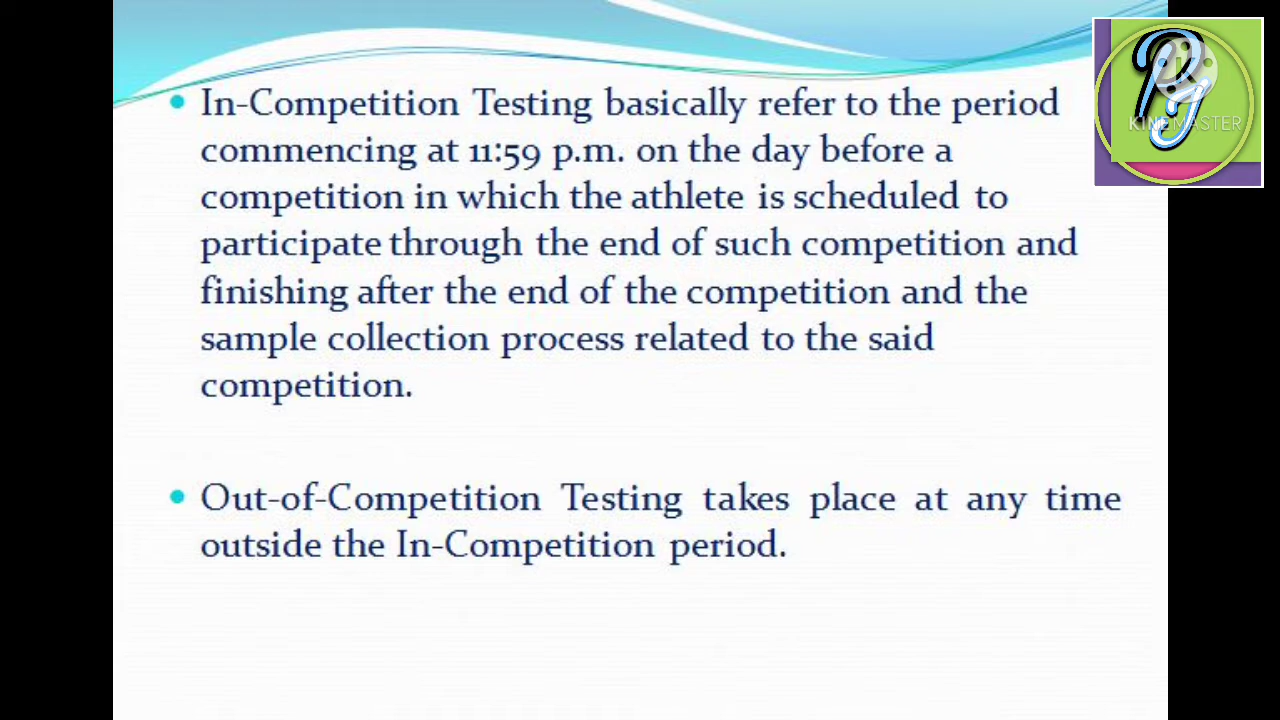 In-Competition Testing basically refer to the period
commencing at 11:59 p.m. on the day before a
competition in which the athlete is scheduled to
participate through the end of such competition and
finishing after the end of the competition and the
sample collection process related to the said
competition.
Out-of-Competition Testing takes place at any time
outside the In-Competition period.
KINEMASTER